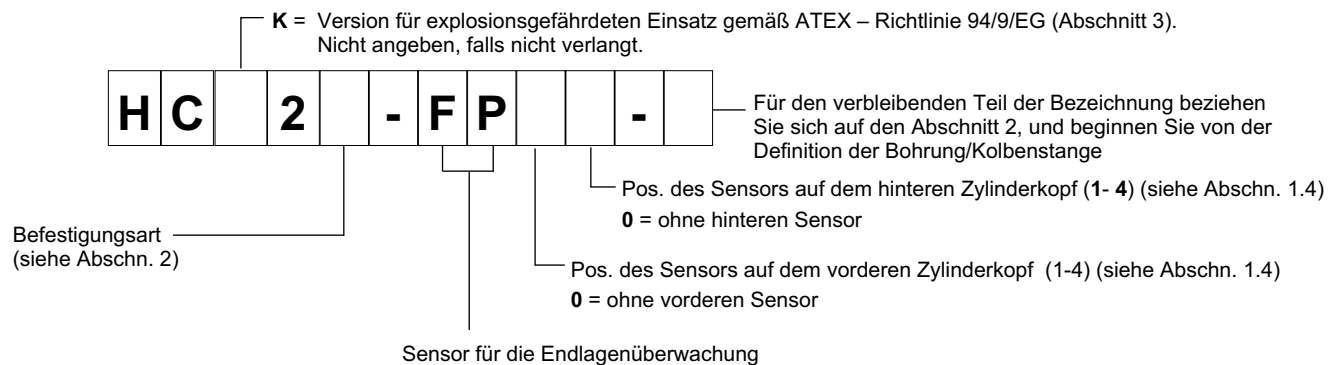 K = Version für explosionsgefährdeten Einsatz gemäß ATEX – Richtlinie 94/9/EG (Abschnitt 3).
Nicht angeben, falls nicht verlangt.
H C 2 - F P -
Für den verbleibenden Teil der Bezeichnung beziehen
Sie sich auf den Abschnitt 2, und beginnen Sie von der
Definition der Bohrung/Kolbenstange
Pos. des Sensors auf dem hinteren Zylinderkopf (1- 4) (siehe Abschn. 1.4)
0 = ohne hinteren Sensor
Befestigungsart
(siehe Abschn. 2)
Pos. des Sensors auf dem vorderen Zylinderkopf (1-4) (siehe Abschn. 1.4)
0 = ohne vorderen Sensor
Sensor für die Endlagenüberwachung